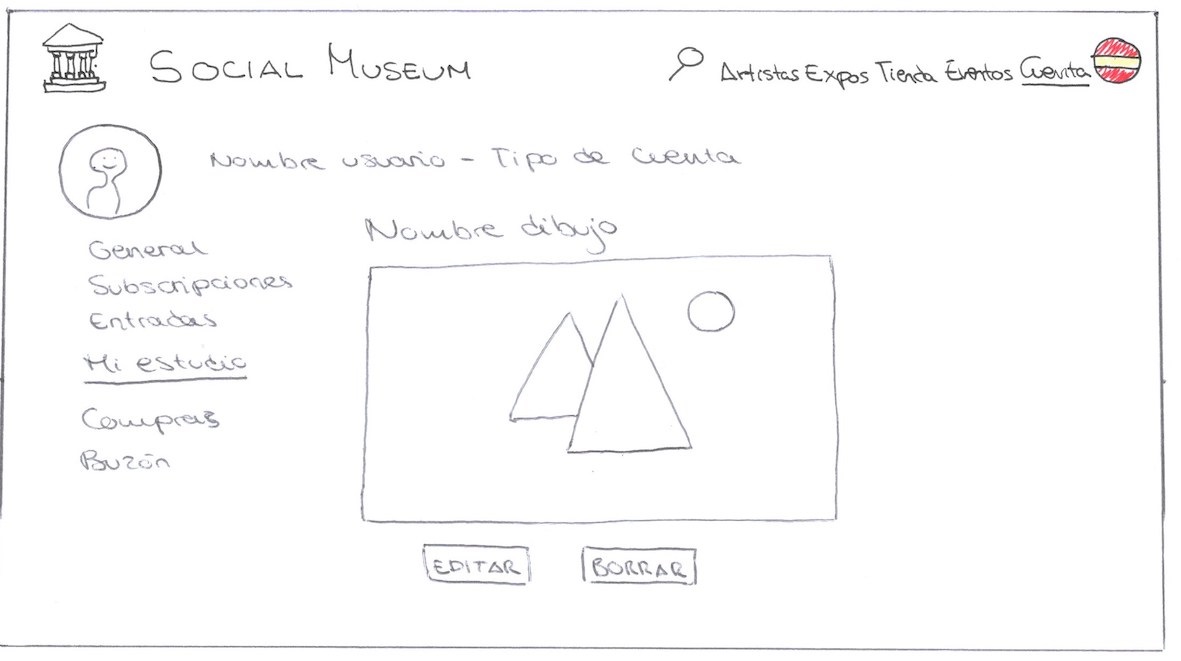 SOCIAL MUSEUM
Artistas Expos Tienda Eventos Cuenta
Nombre usuario - Tipo de cuenta
Nombre dibujo
General
Subscripciones
Entradas
Mi estudio
Compras
Buzón
EDITAR BORRAR